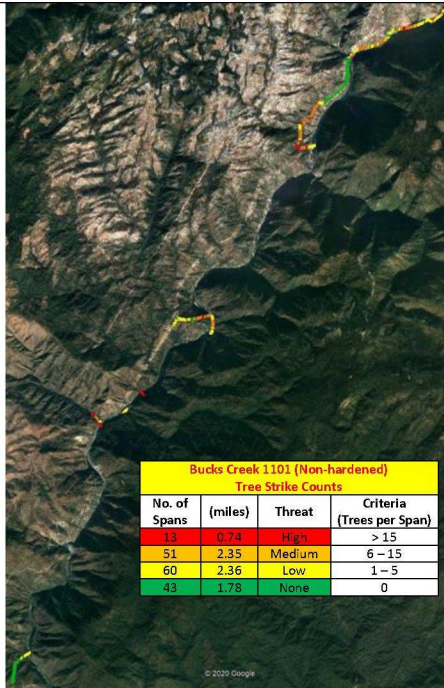 Bucks Creek 1101 (Non-hardened)
Tree Strike Counts
No. of Spans (miles) Threat Criteria (Trees per Span)
13 0.74 High > 15
51 2.35 Medium 6 – 15
60 2.36 Low 1 – 5
43 1.78 None 0
© 2020 Google